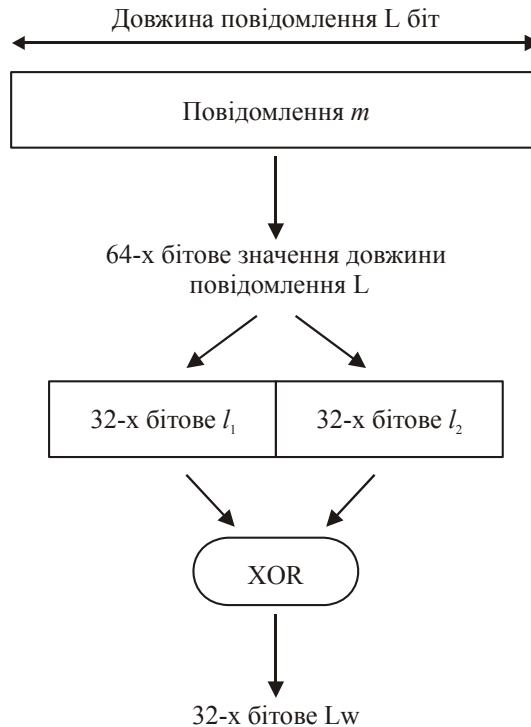 Довжина повідомлення L біт
Повідомлення m
64-х бітове значення довжини
повідомлення L
32-х бітове l₁
32-х бітове l₂
XOR
32-х бітове Lw